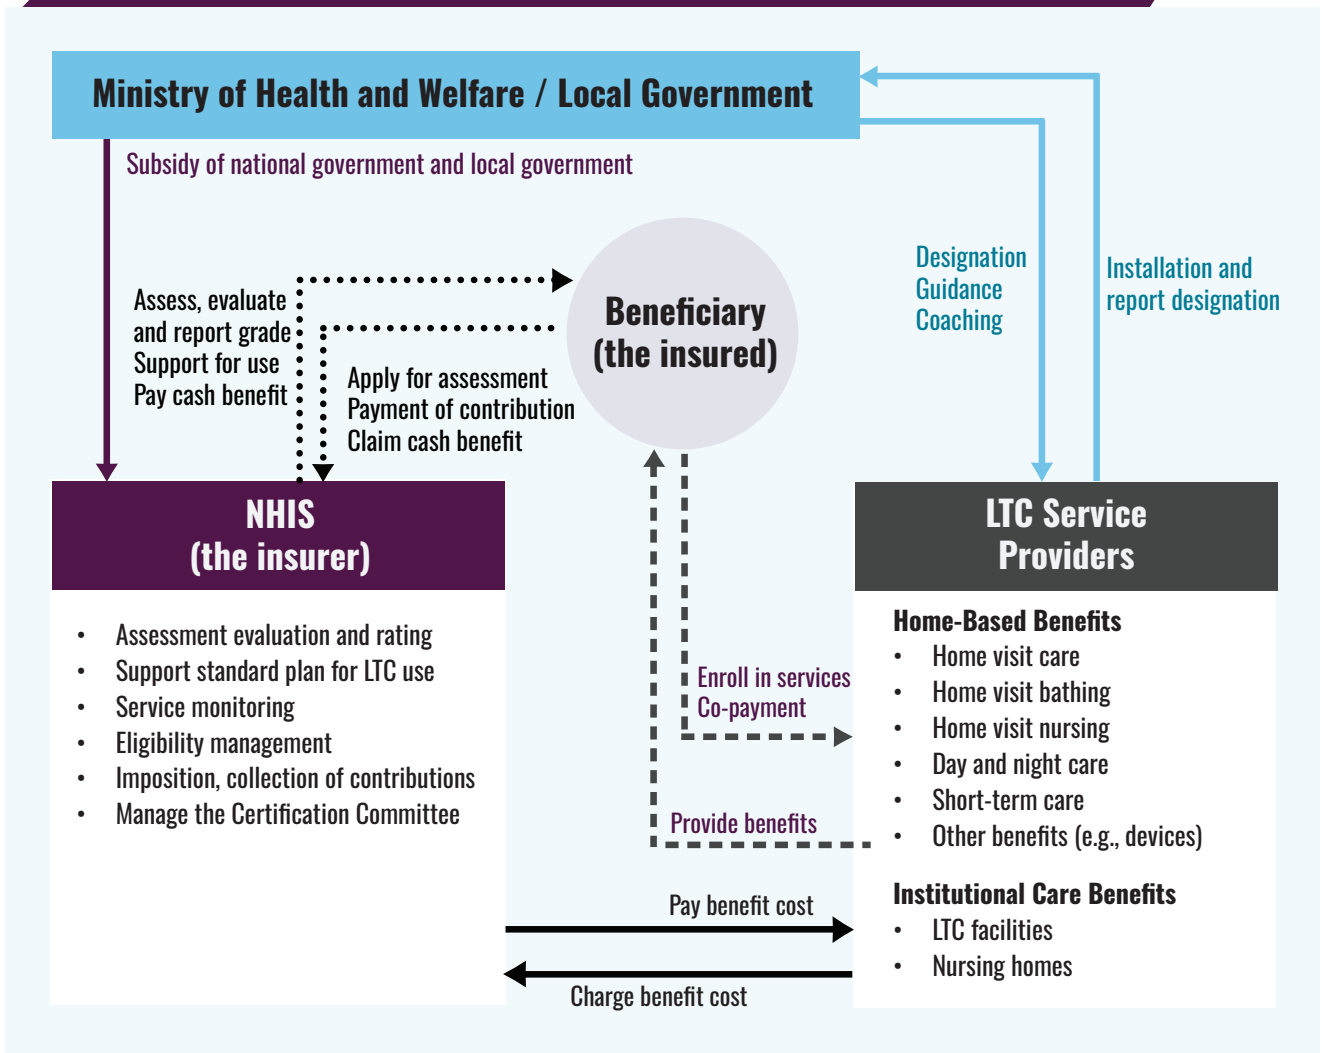 Ministry of Health and Welfare / Local Government
Subsidy of national government and local government
Designation
Guidance
Coaching
Installation and
report designation
Assess, evaluate
and report grade
Support for use
Pay cash benefit
Beneficiary
(the insured)
Apply for assessment
Payment of contribution
Claim cash benefit
NHIS
(the insurer)
• Assessment evaluation and rating
• Support standard plan for LTC use
• Service monitoring
• Eligibility management
• Imposition, collection of contributions
• Manage the Certification Committee
Enroll in services
Co-payment
Provide benefits
Pay benefit cost
Charge benefit cost
LTC Service
Providers
Home-Based Benefits
• Home visit care
• Home visit bathing
• Home visit nursing
• Day and night care
• Short-term care
• Other benefits (e.g., devices)
Institutional Care Benefits
• LTC facilities
• Nursing homes